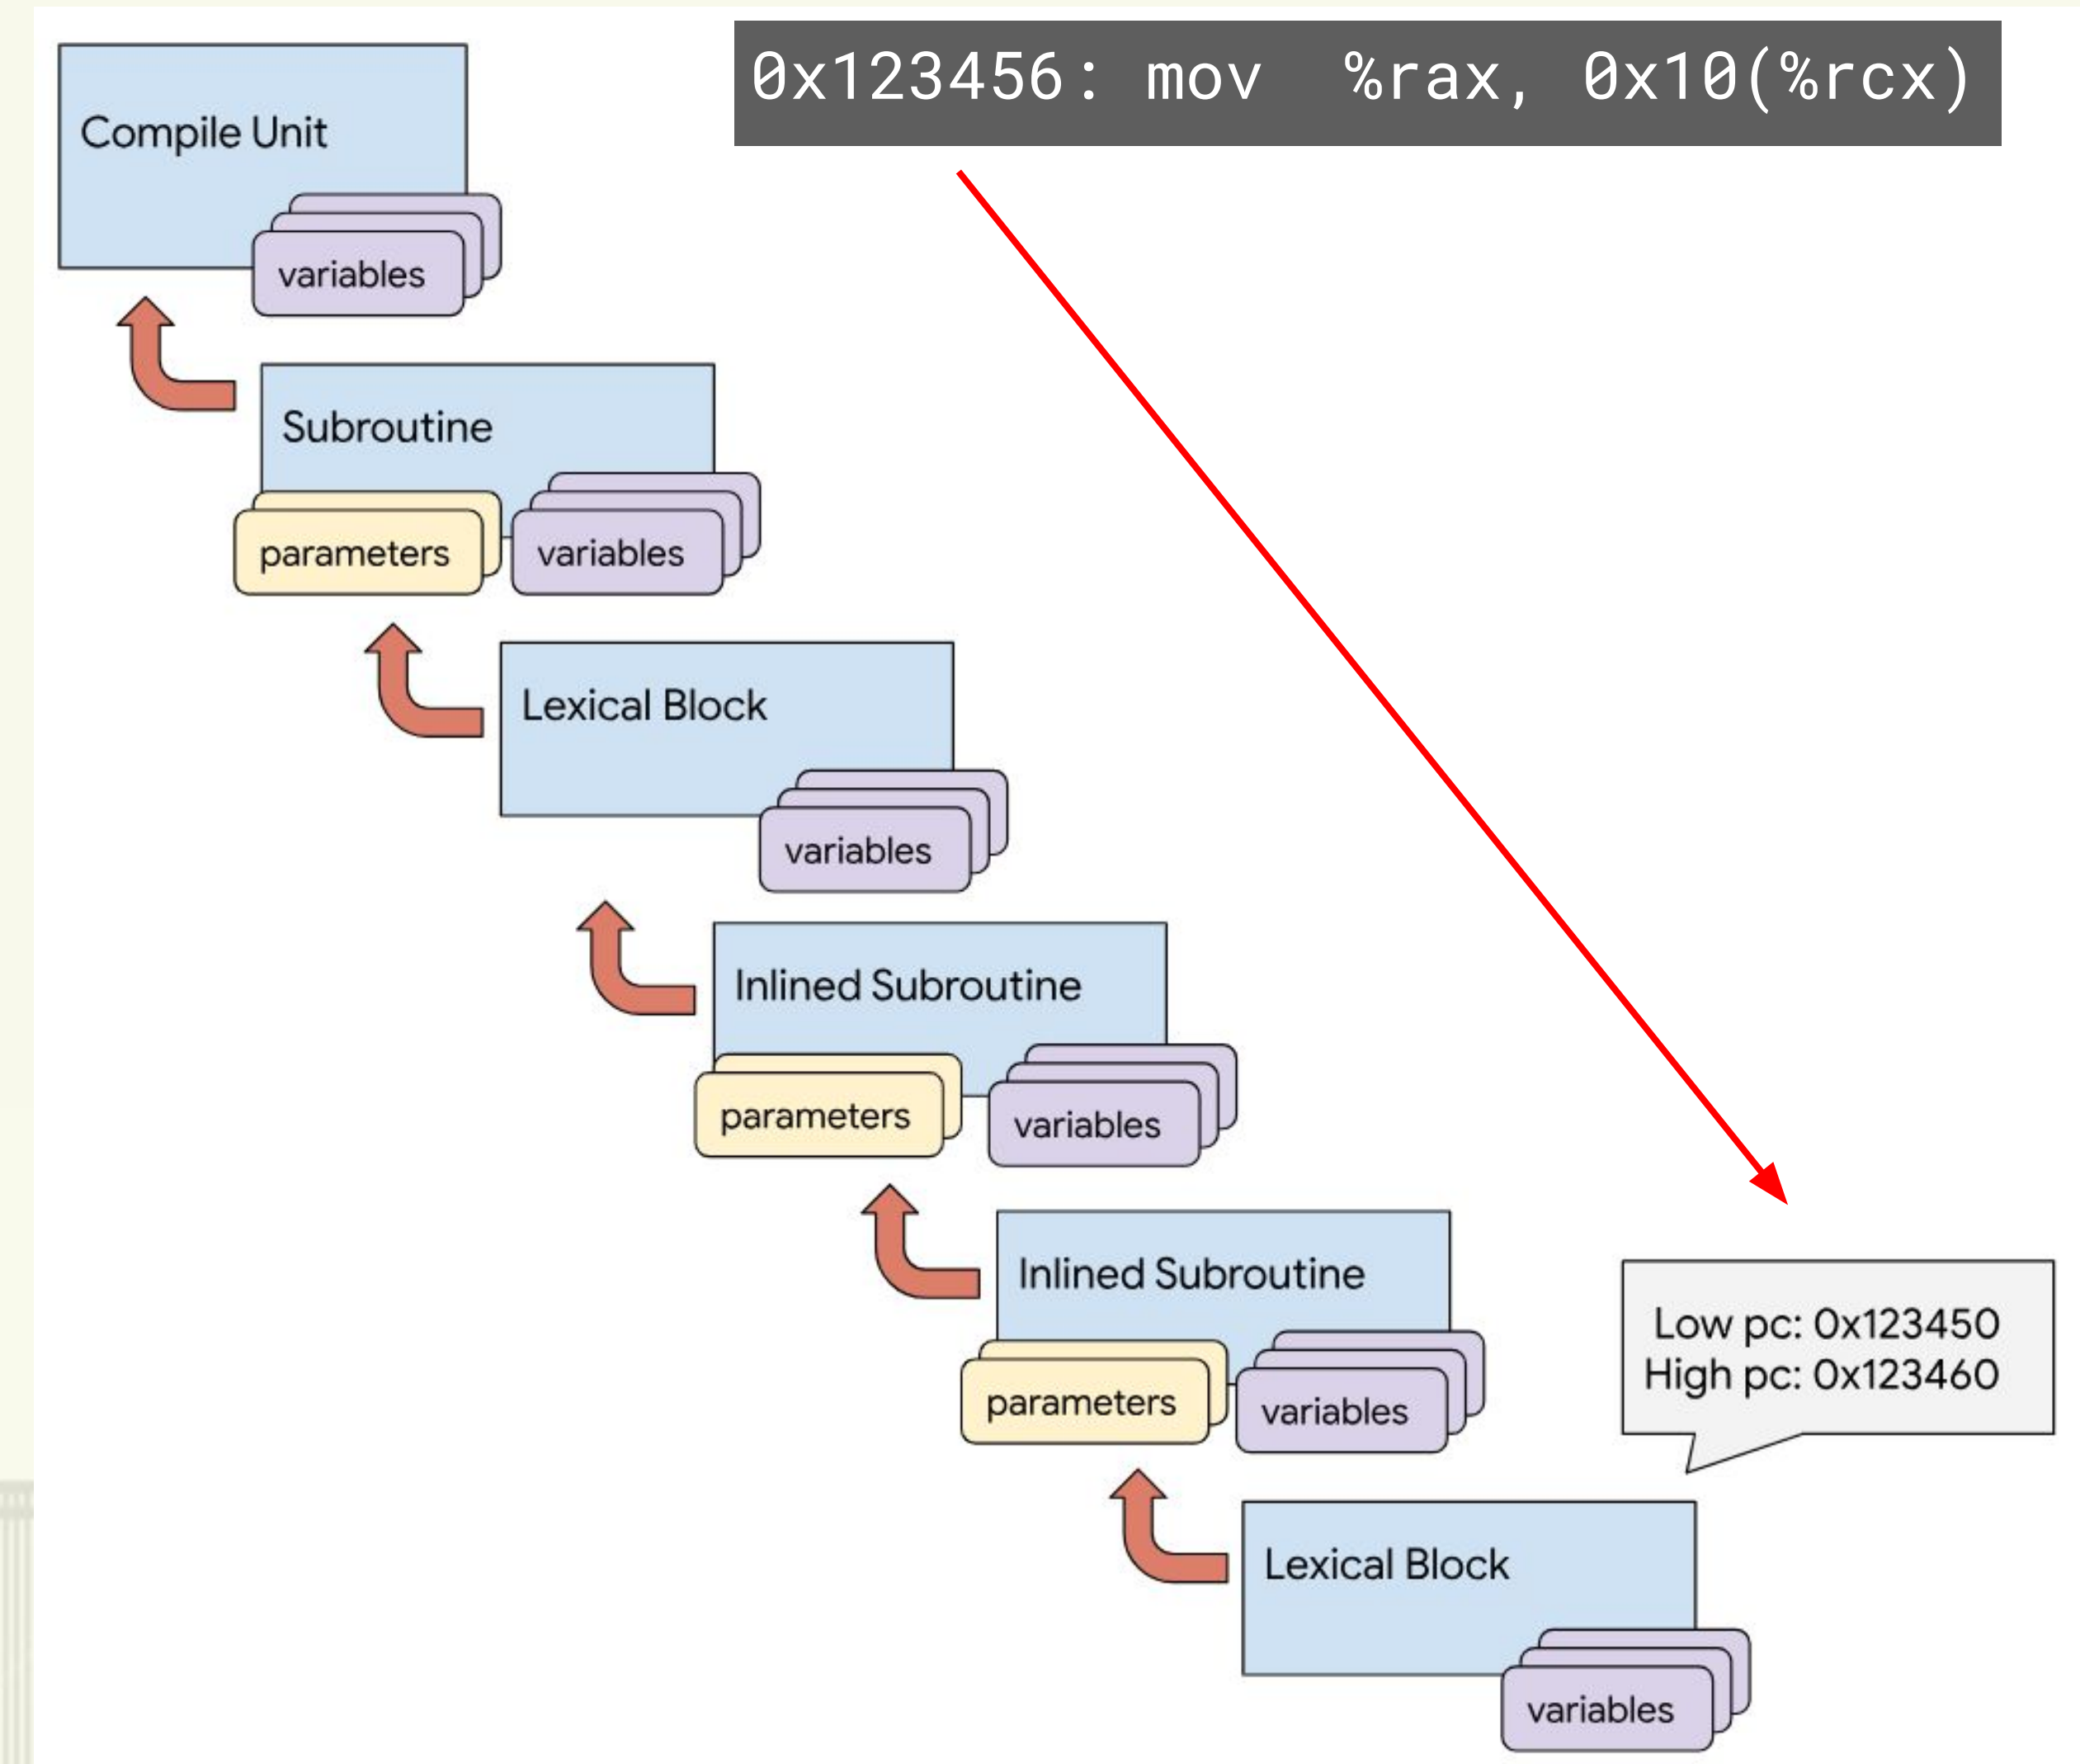 0x123456: mov %rax, 0x10(%rcx)
Compile Unit
variables
Subroutine
parameters
variables
Lexical Block
variables
Inlined Subroutine
parameters
variables
Inlined Subroutine
parameters
variables
Low pc: 0x123450
High pc: 0x123460
Lexical Block
variables